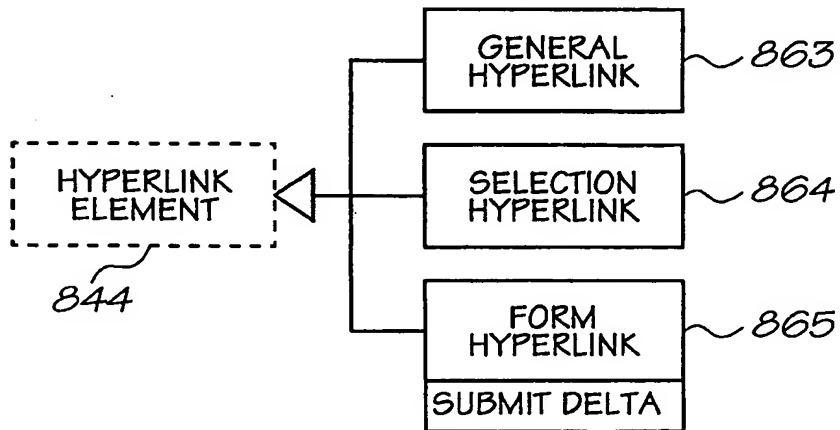 GENERAL
HYPERLINK
863
HYPERLINK
ELEMENT
844
SELECTION
HYPERLINK
864
FORM
HYPERLINK
865
SUBMIT DELTA